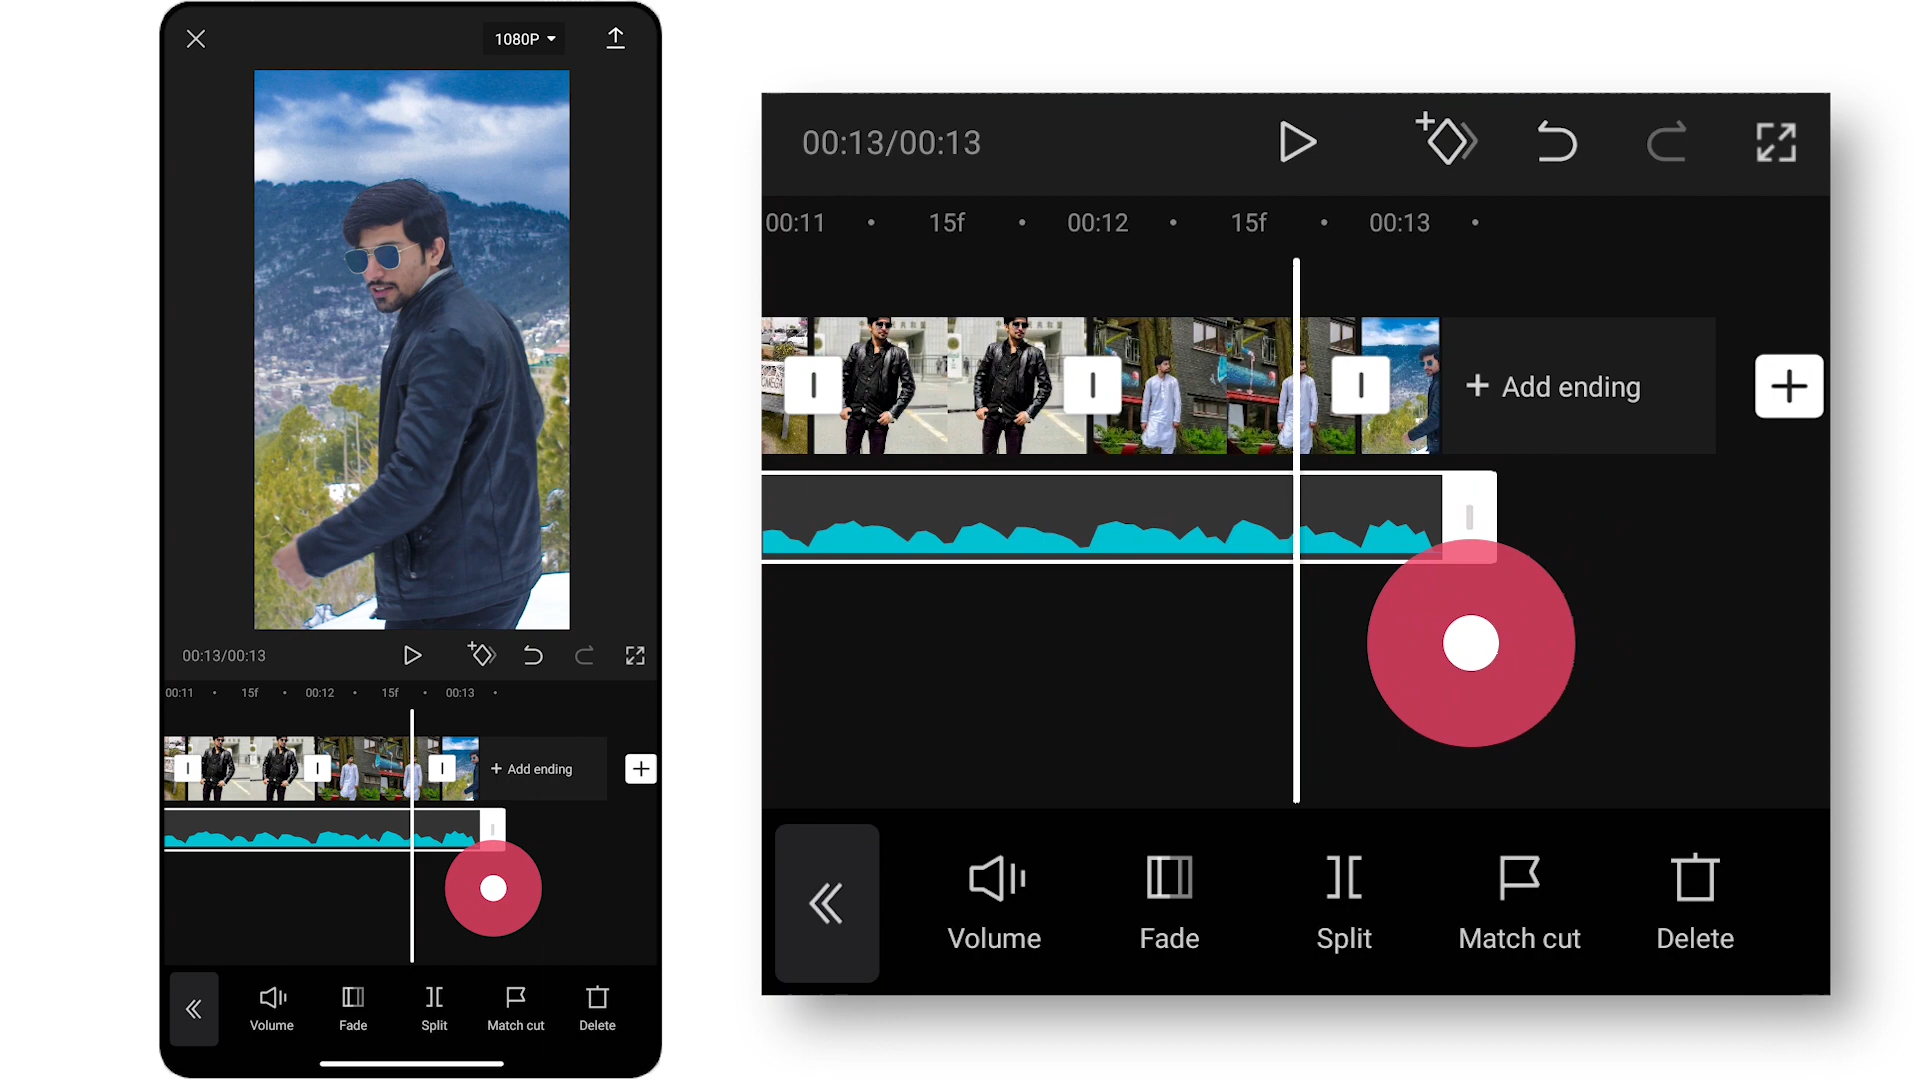 1080P
00:13/00:13
00:11 15f 00:12 15f 00:13
+ Add ending
Volume Fade Split Match cut Delete
00:13/00:13
00:11 15f 00:12 15f 00:13
+ Add ending
Volume Fade Split Match cut Delete